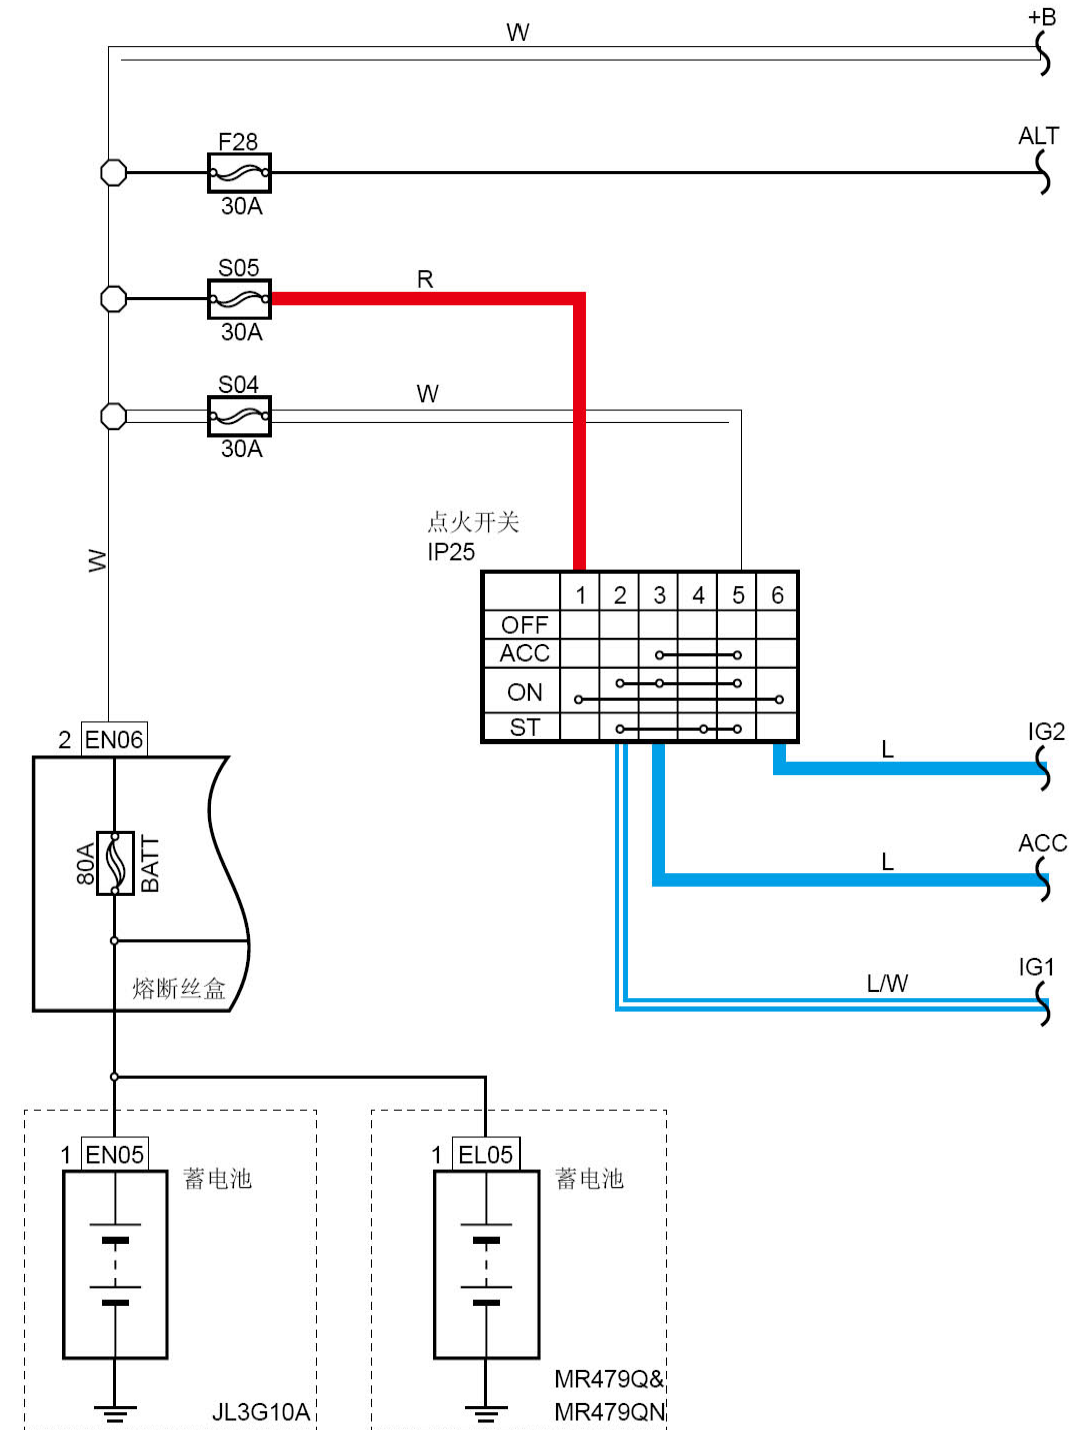 +B
W
ALT
F28
30A
S05
R
30A
S04
W
30A
点火开关
IP25
W
1 2 3 4 5 6
OFF
ACC
ON
ST
2 EN06
IG2
L
80A
BATT
ACC
L
熔断丝盒
IG1
L/W
1 EN05
蓄电池
1 EL05
蓄电池
JL3G10A
MR479Q&
MR479QN